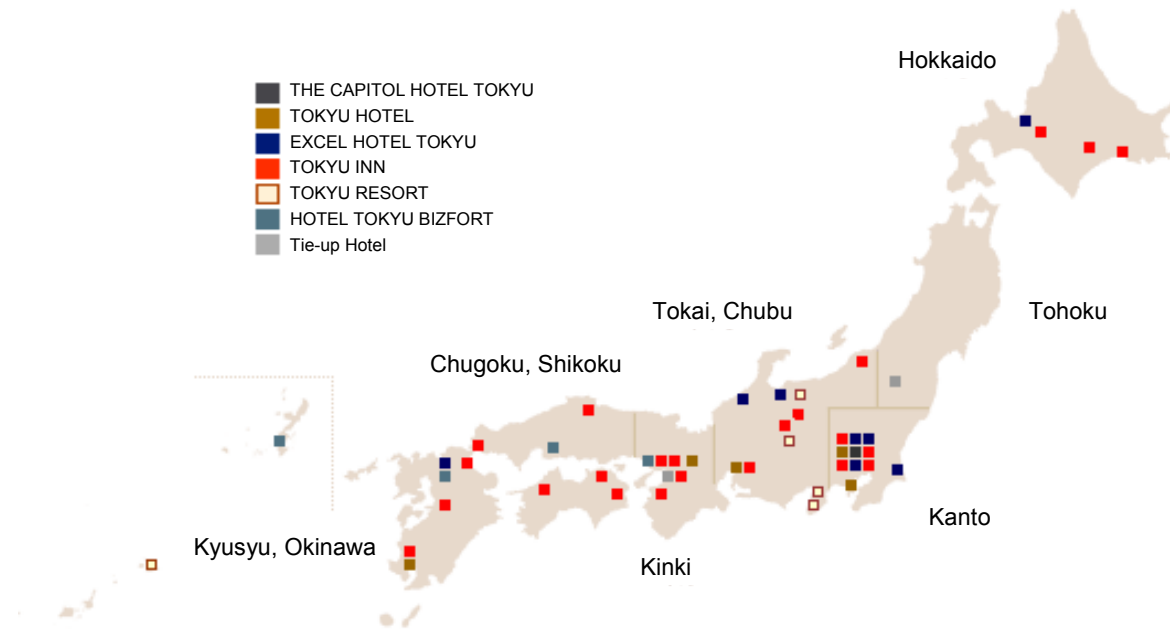 Hokkaido
THE CAPITOL HOTEL TOKYU
TOKYU HOTEL
EXCEL HOTEL TOKYU
TOKYU INN
TOKYU RESORT
HOTEL TOKYU BIZFORT
Tie-up Hotel
Tokai, Chubu
Tohoku
Chugoku, Shikoku
Kanto
Kyusyu, Okinawa
Kinki